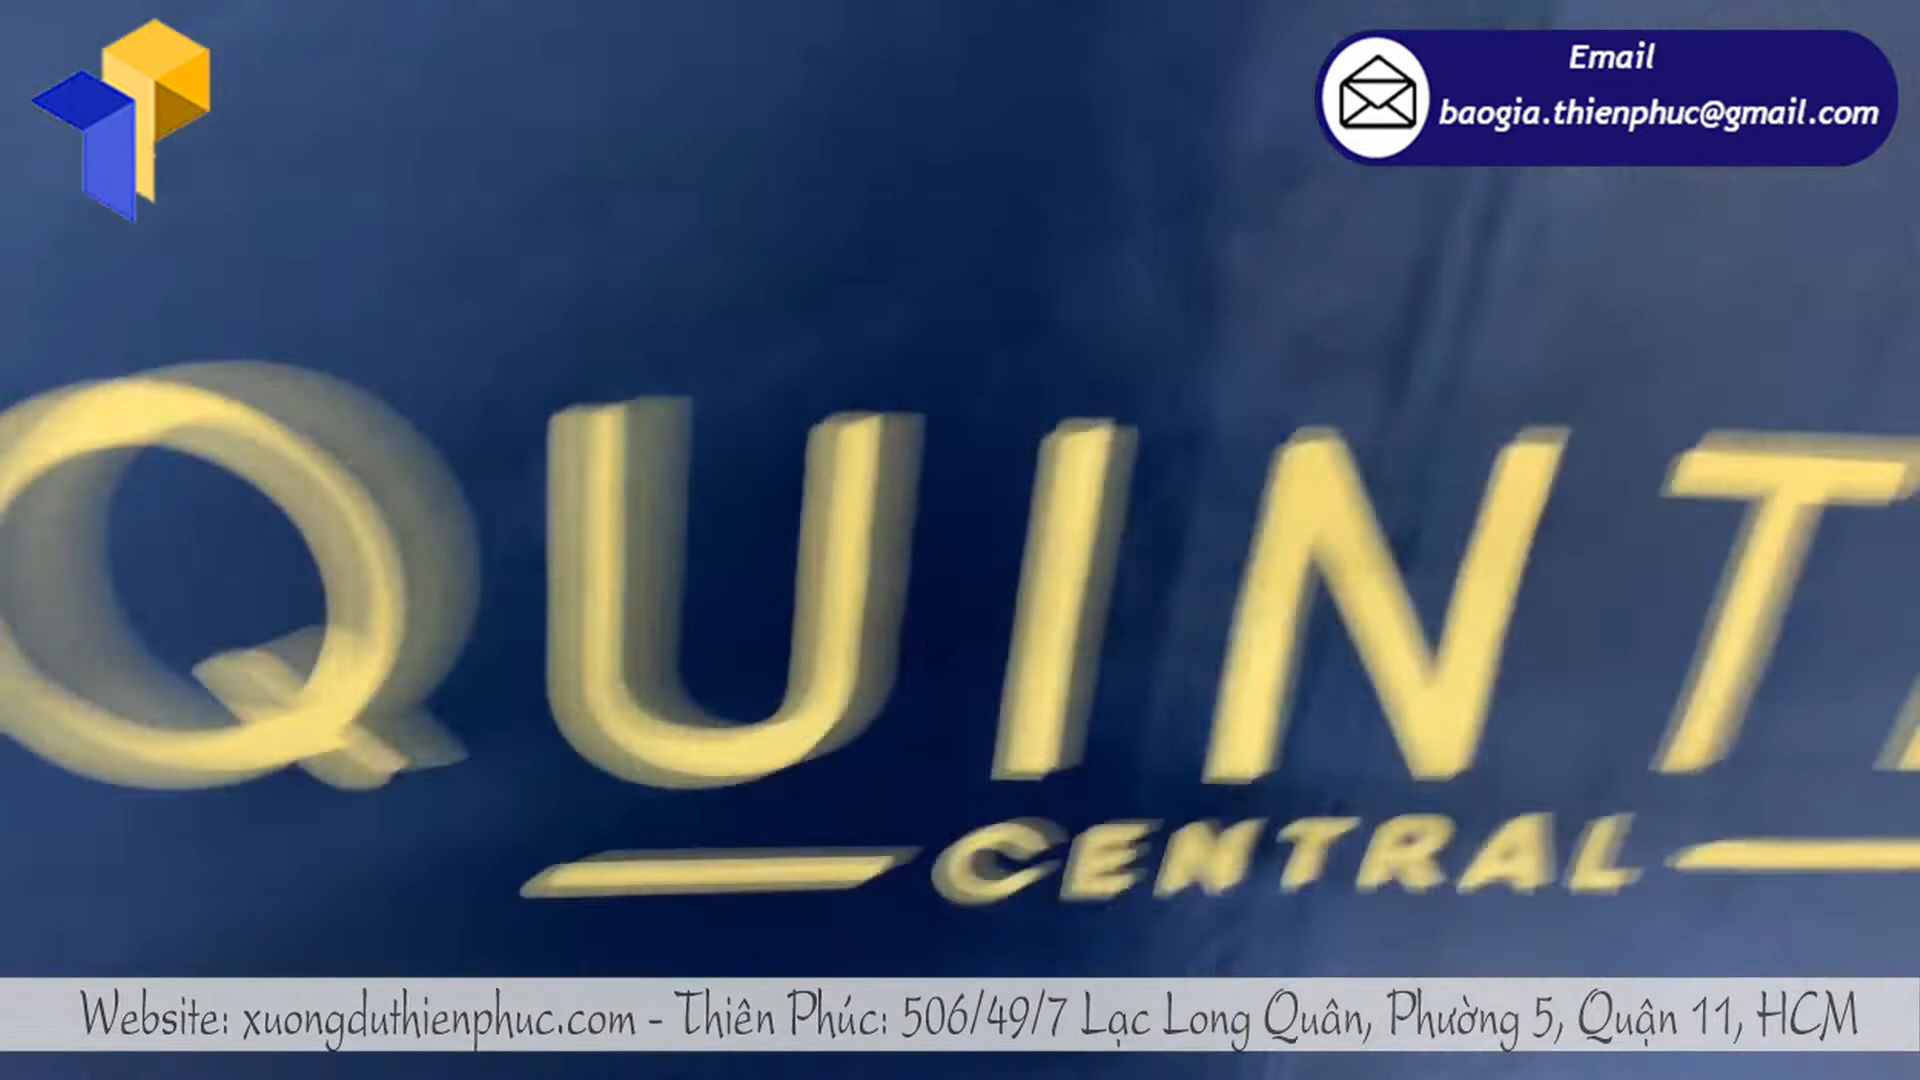 Email
baogia.thienphuc@gmail.com
QUINT
CENTRAL
Website: xuongduthienphuc.com - Thiên Phúc: 506/49/7 Lạc Long Quân, Phường 5, Quận 11, HCM